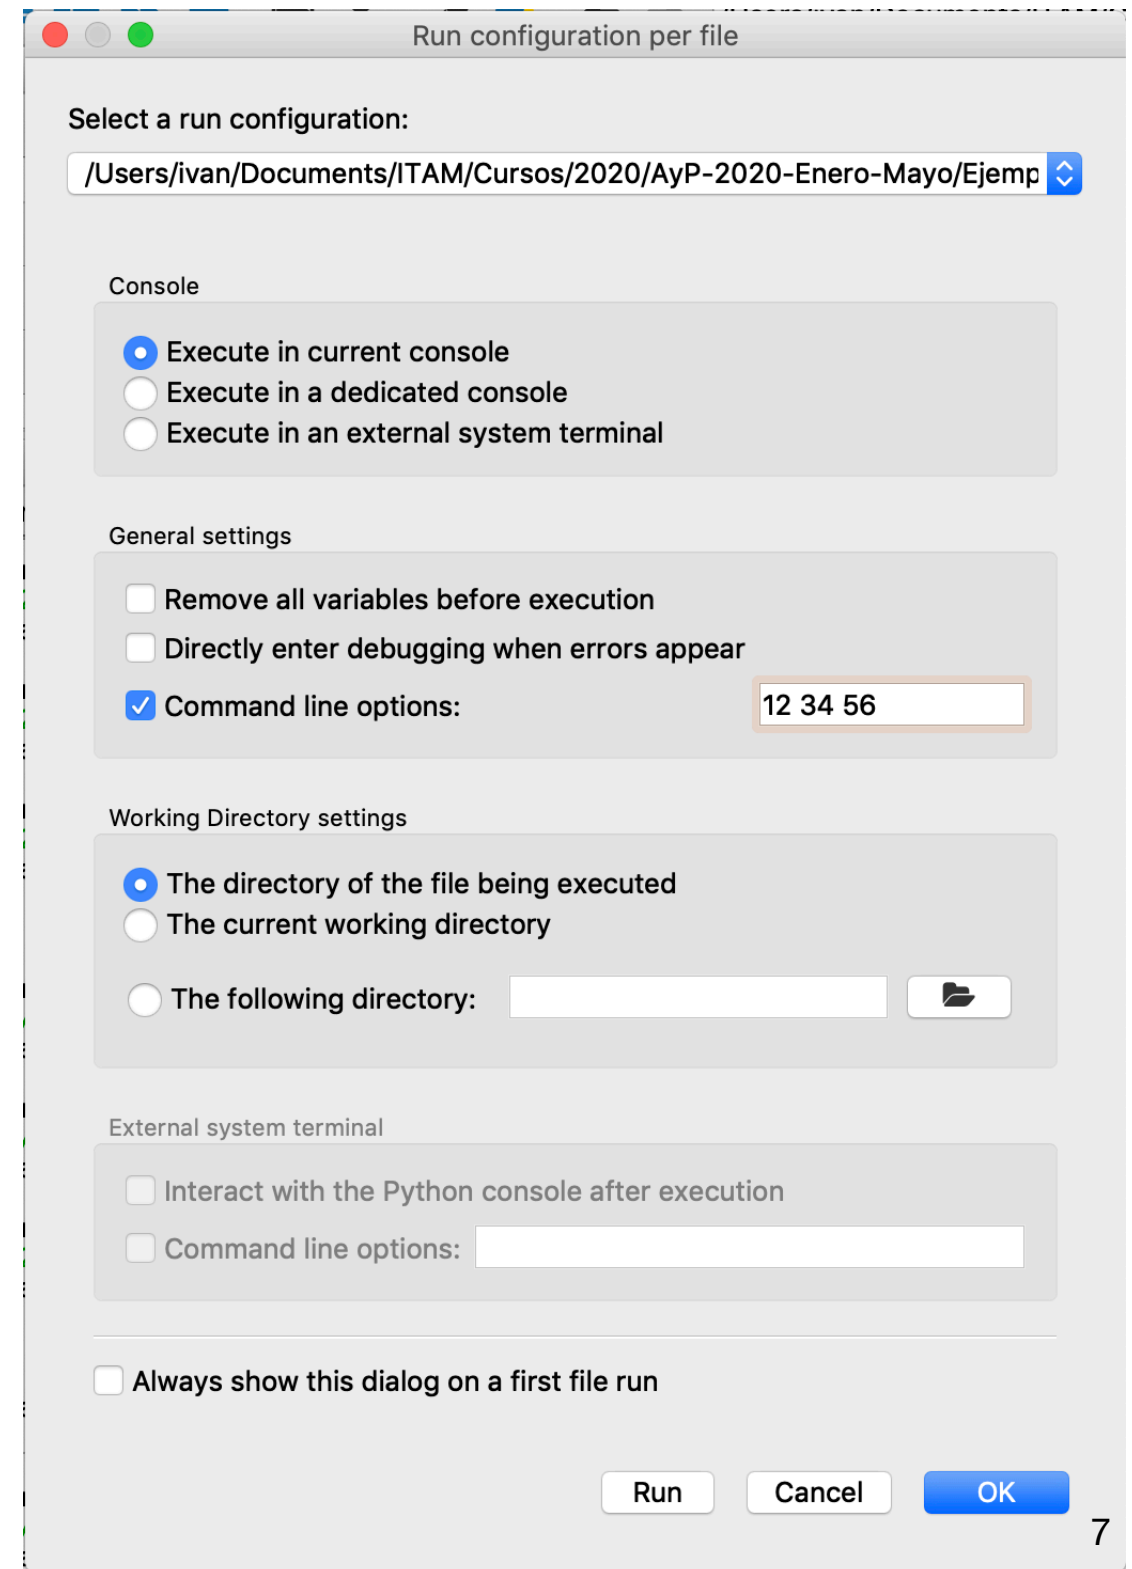 Run configuration per file
Select a run configuration:
/Users/ivan/Documents/ITAM/Cursos/2020/AyP-2020-Enero-Mayo/Ejemp
Console
Execute in current console
Execute in a dedicated console
Execute in an external system terminal
General settings
Remove all variables before execution
Directly enter debugging when errors appear
Command line options: 12 34 56
Working Directory settings
The directory of the file being executed
The current working directory
The following directory:
External system terminal
Interact with the Python console after execution
Command line options:
Always show this dialog on a first file run
Run Cancel OK
7